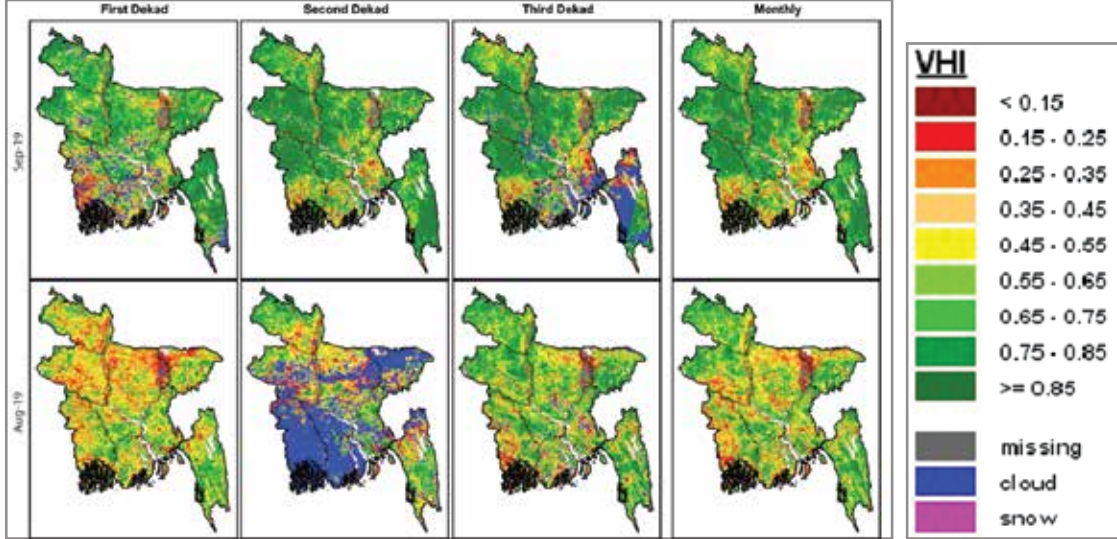 First Dekad
Second Dekad
Third Dekad
Monthly
Sep-19
Aug-19
VHI
< 0.15
0.15 - 0.25
0.25 - 0.35
0.35 - 0.45
0.45 - 0.55
0.55 - 0.65
0.65 - 0.75
0.75 - 0.85
>= 0.85
missing
cloud
snow